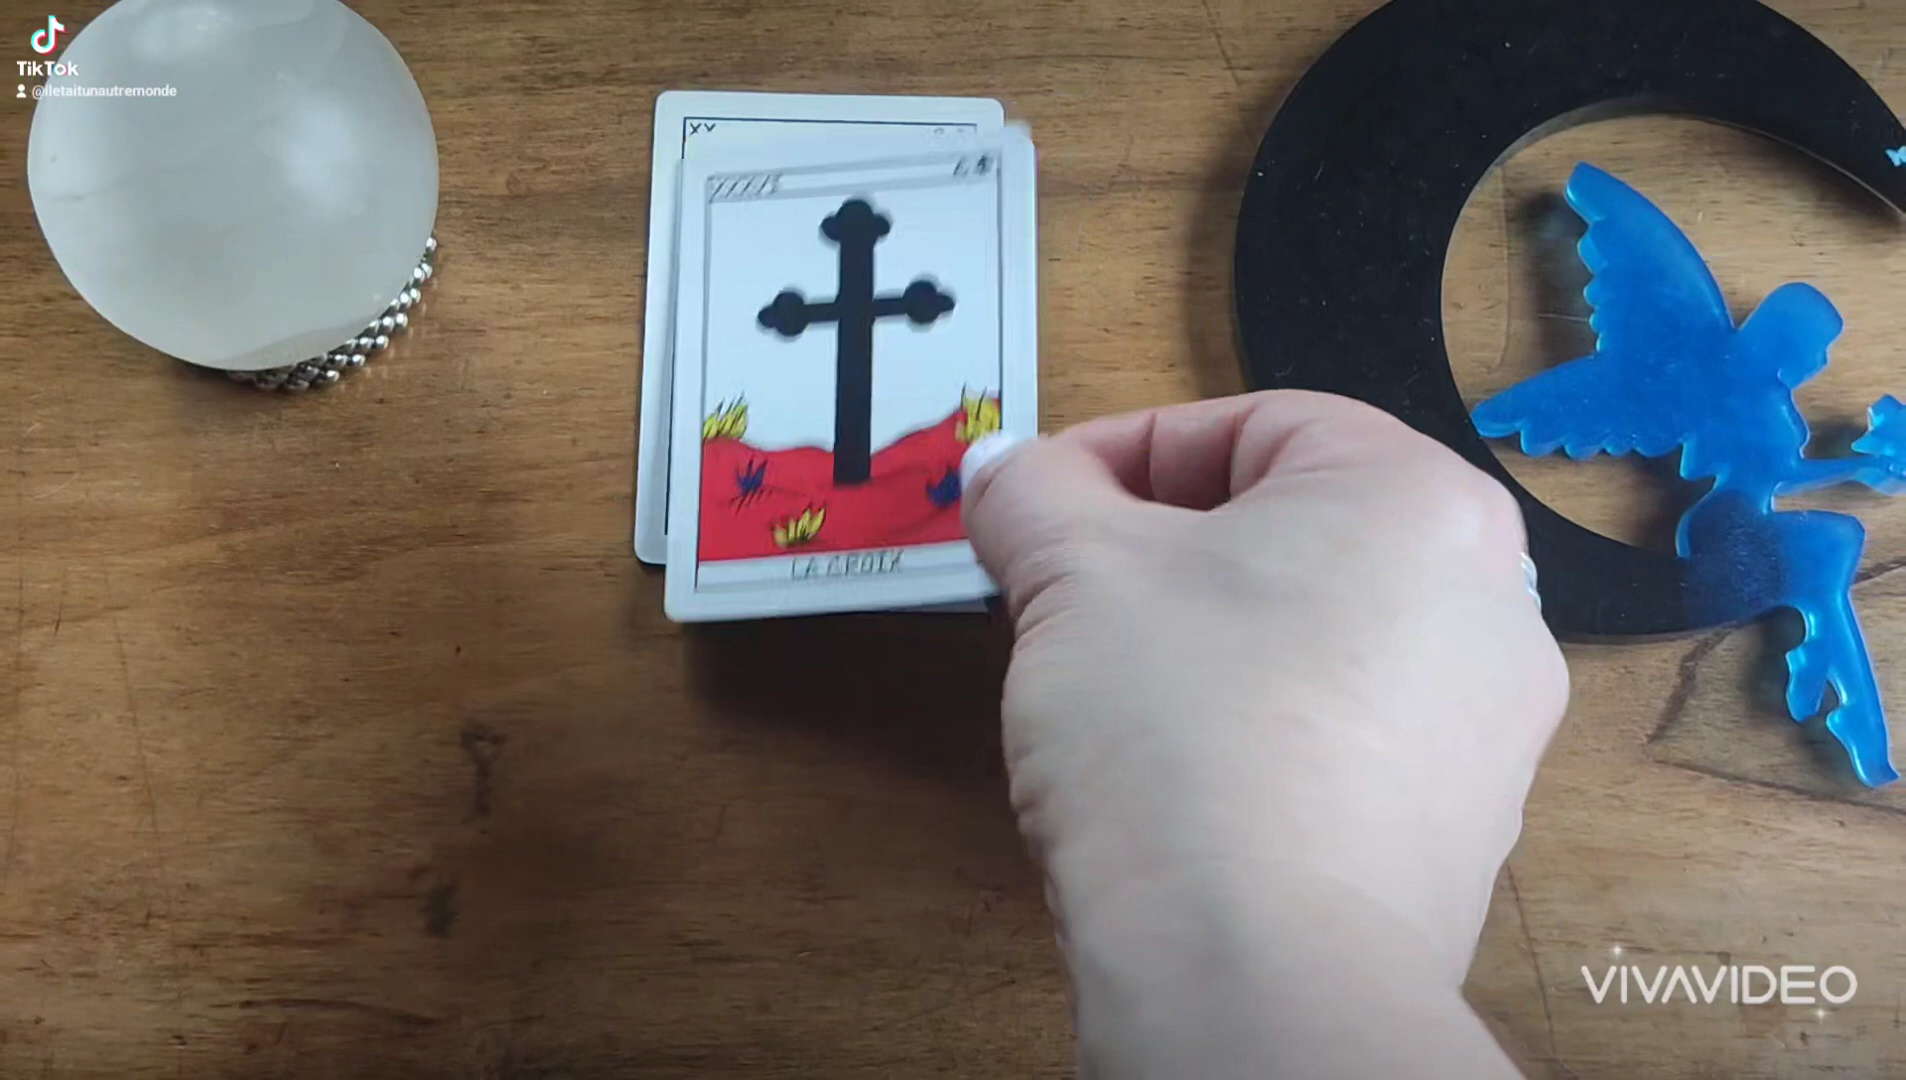 TikTok
@iletaitunautremonde
XV
LA CROIX
VIVAVIDEO